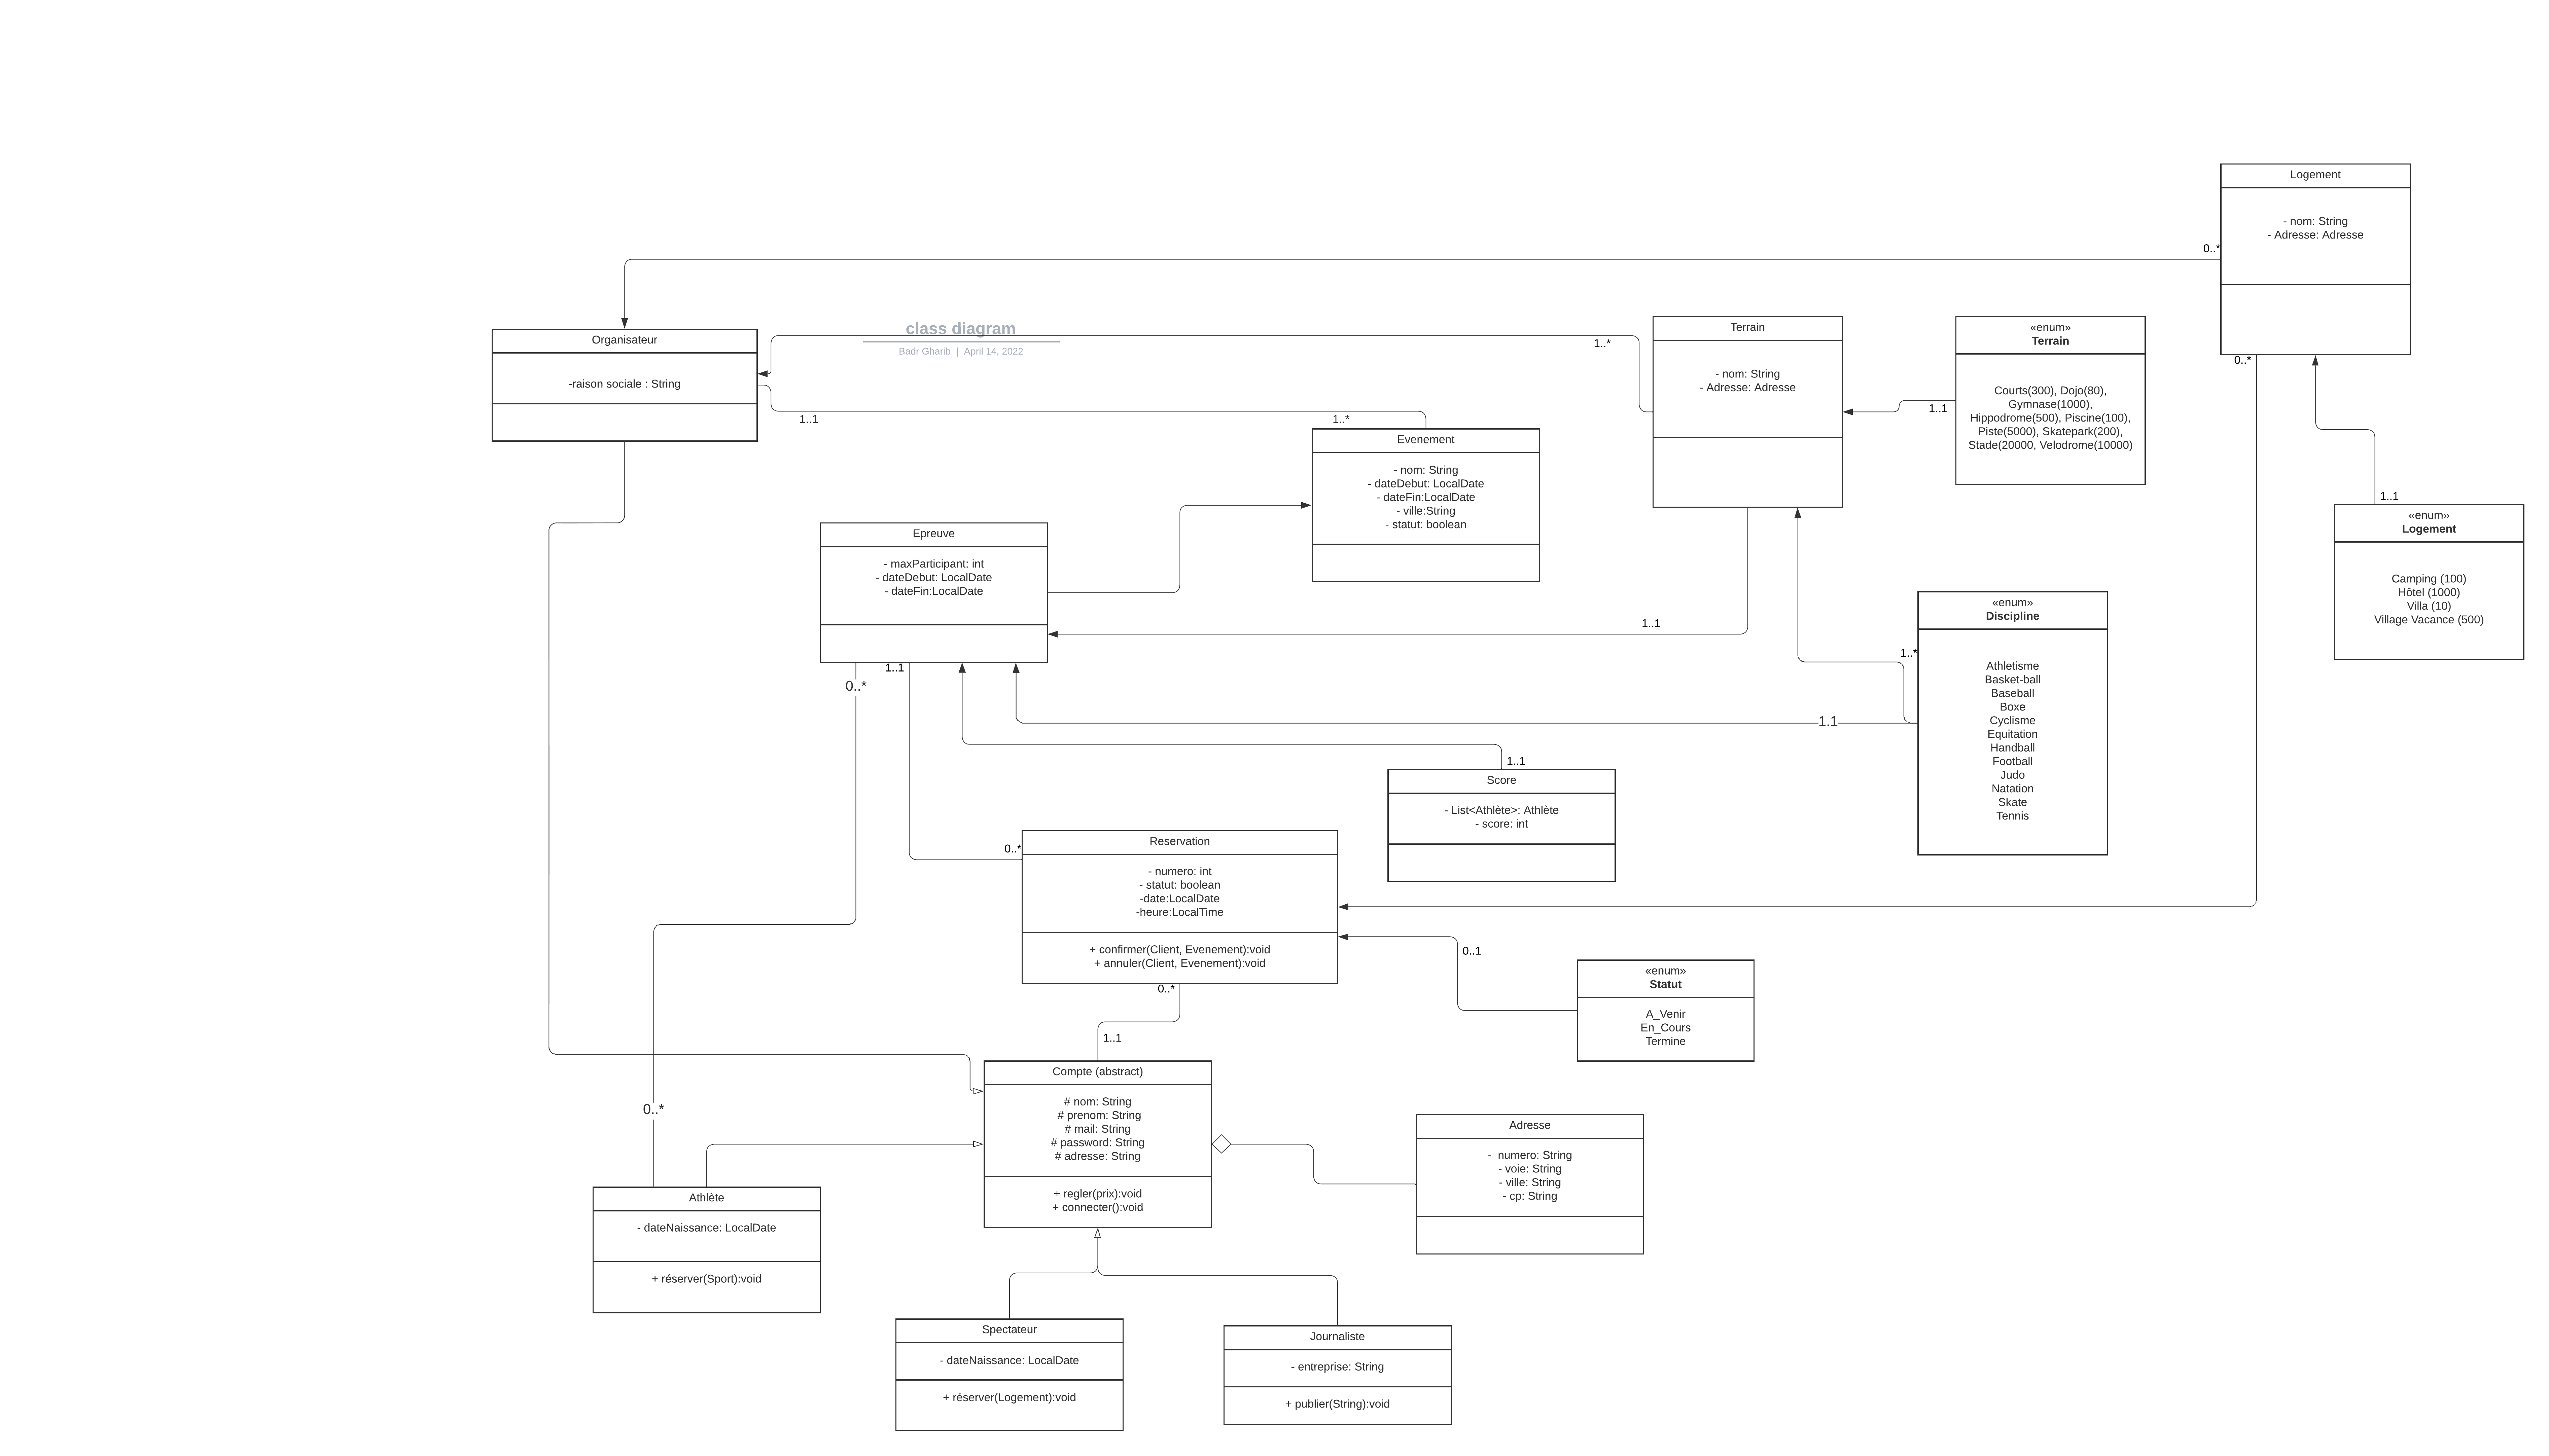 Logement
- nom: String
- Adresse: Adresse
0..*
0..*
class diagram
Badr Gharib | April 14, 2022
Organisateur
-raison sociale : String
1..1
1..*
1..*
Terrain
- nom: String
- Adresse: Adresse
1..1
«enum»
Terrain
Courts(300), Dojo(80),
Gymnase(1000),
Hippodrome(500), Piscine(100),
Piste(5000), Skatepark(200),
Stade(20000, Velodrome(10000)
Evenement
- nom: String
- dateDebut: LocalDate
- dateFin:LocalDate
- ville:String
- statut: boolean
1..1
«enum»
Logement
Camping (100)
Hôtel (1000)
Villa (10)
Village Vacance (500)
Epreuve
- maxParticipant: int
- dateDebut: LocalDate
- dateFin:LocalDate
1..1
1..1
0..*
1..*
1.1
«enum»
Discipline
Athletisme
Basket-ball
Baseball
Boxe
Cyclisme
Equitation
Handball
Football
Judo
Natation
Skate
Tennis
1..1
Score
- List<Athlète>: Athlète
- score: int
0..*
Reservation
- numero: int
- statut: boolean
-date:LocalDate
-heure:LocalTime
+ confirmer(Client, Evenement):void
+ annuler(Client, Evenement):void
0..1
«enum»
Statut
A_Venir
En_Cours
Termine
0..*
1..1
Compte (abstract)
# nom: String
# prenom: String
# mail: String
# password: String
# adresse: String
+ regler(prix):void
+ connecter():void
0..*
Adresse
- numero: String
- voie: String
- ville: String
- cp: String
Athlète
- dateNaissance: LocalDate
+ réserver(Sport):void
Spectateur
- dateNaissance: LocalDate
+ réserver(Logement):void
Journaliste
- entreprise: String
+ publier(String):void